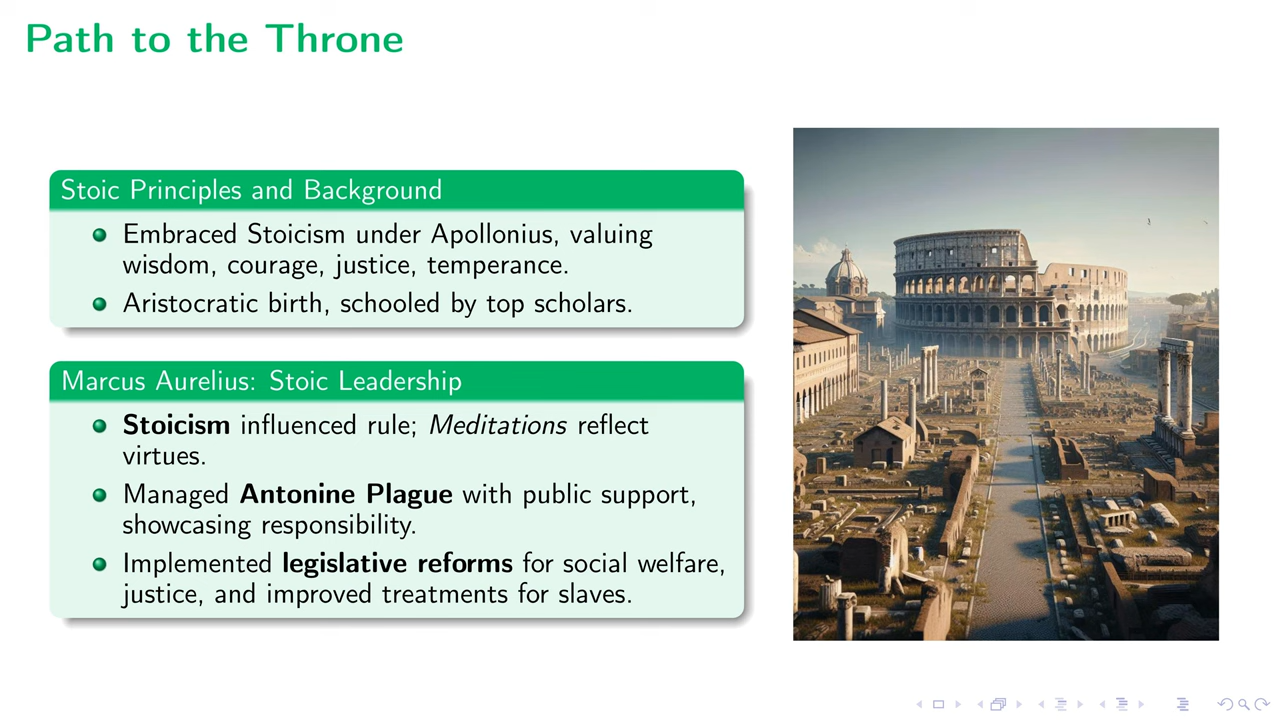 Path to the Throne
Stoic Principles and Background
Embraced Stoicism under Apollonius, valuing
wisdom, courage, justice, temperance.
Aristocratic birth, schooled by top scholars.
Marcus Aurelius: Stoic Leadership
Stoicism influenced rule; Meditations reflect
virtues.
Managed Antonine Plague with public support,
showcasing responsibility.
Implemented legislative reforms for social welfare,
justice, and improved treatments for slaves.